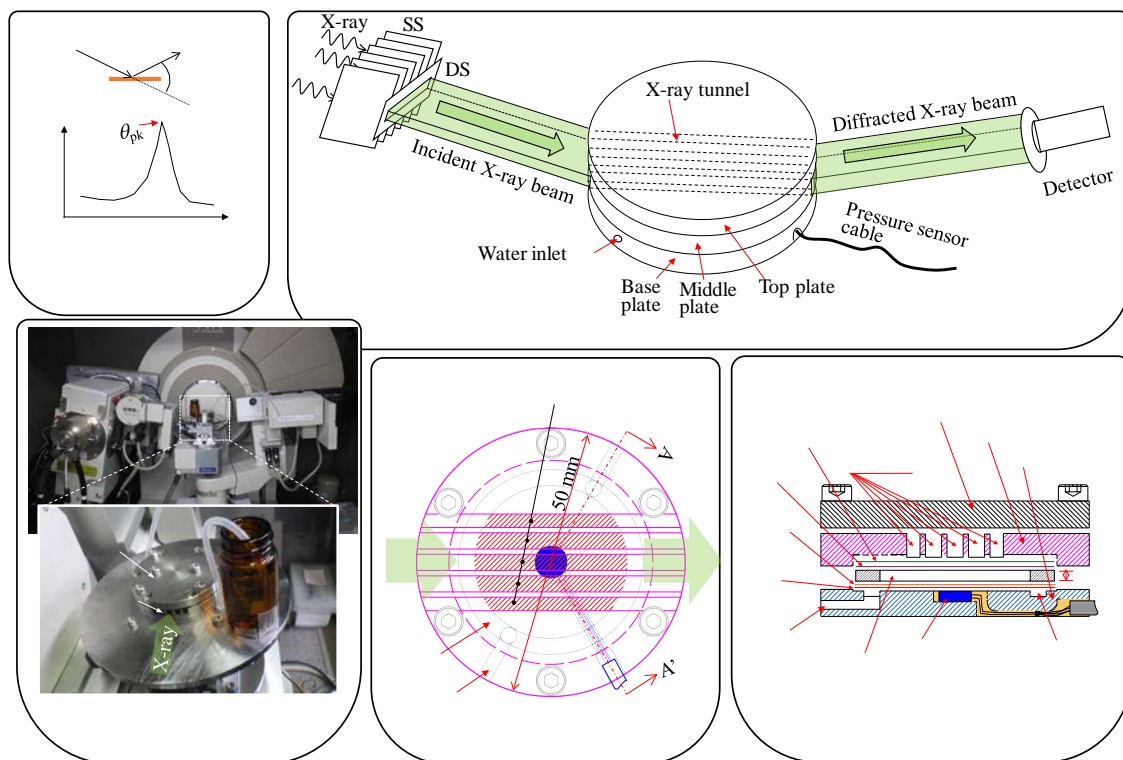 θpk
X-ray
SS
DS
X-ray tunnel
Incident X-ray beam
Diffracted X-ray beam
Detector
Pressure sensor
cable
Water inlet
Base
plate
Middle
plate
Top plate
X-ray
50 mm
A
A’